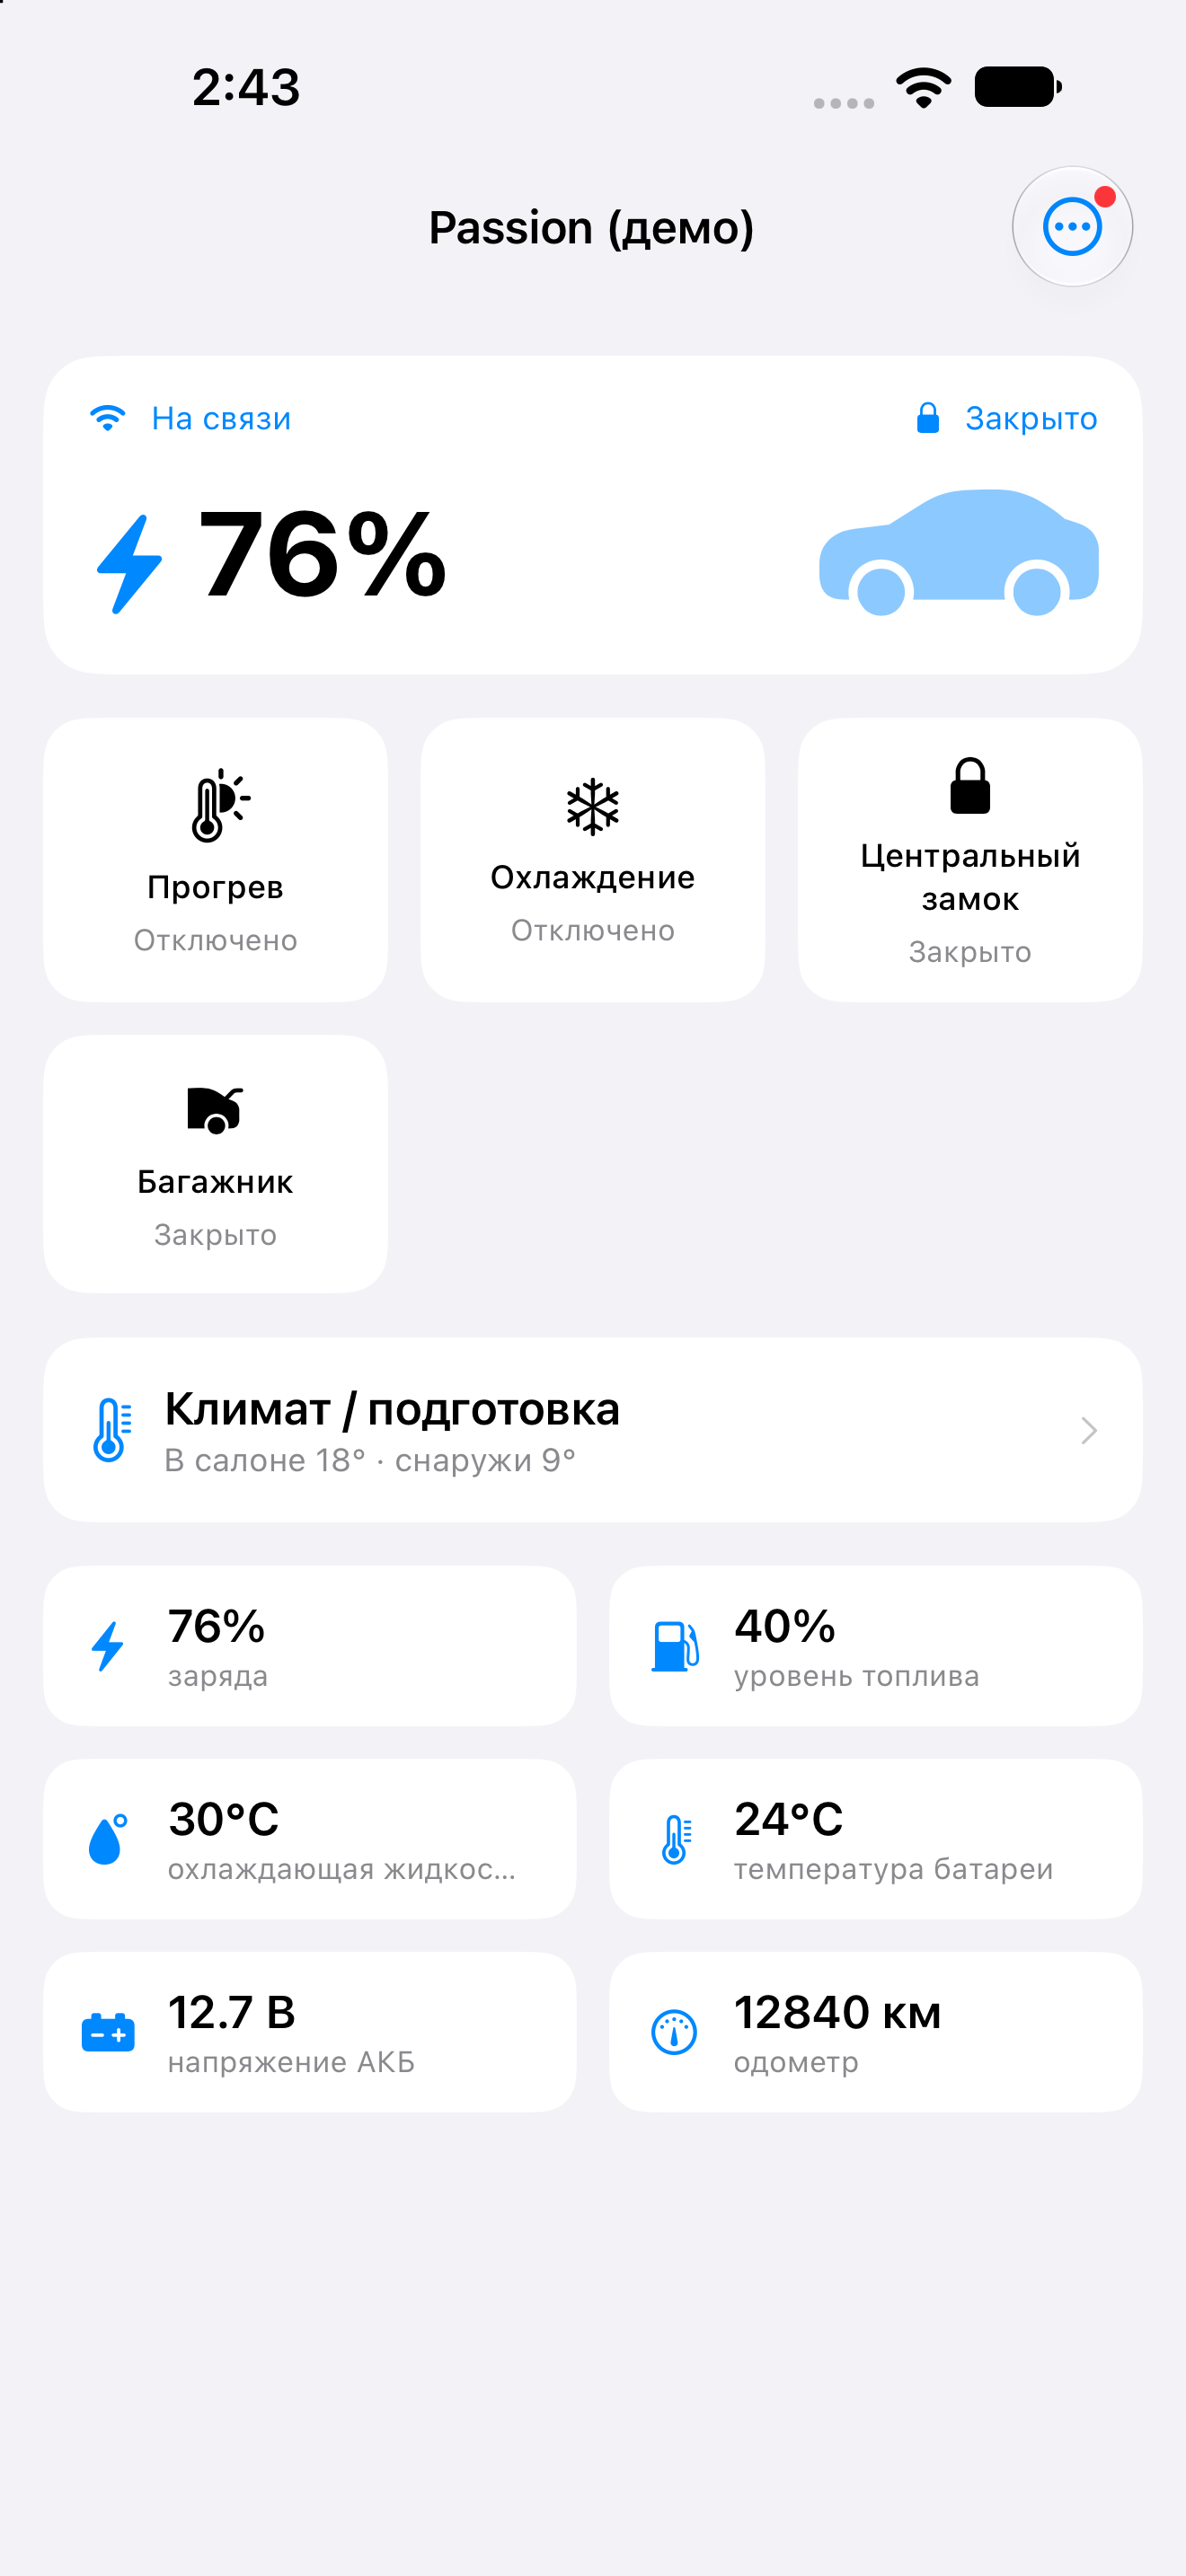 2:43
Passion (демо)
На связи
Закрыто
76%
Прогрев
Отключено
Охлаждение
Отключено
Центральный
замок
Закрыто
Багажник
Закрыто
Климат / подготовка
В салоне 18° · снаружи 9°
76%
заряда
40%
уровень топлива
30°C
охлаждающая жидкос...
24°C
температура батареи
12.7 В
напряжение АКБ
12840 км
одометр